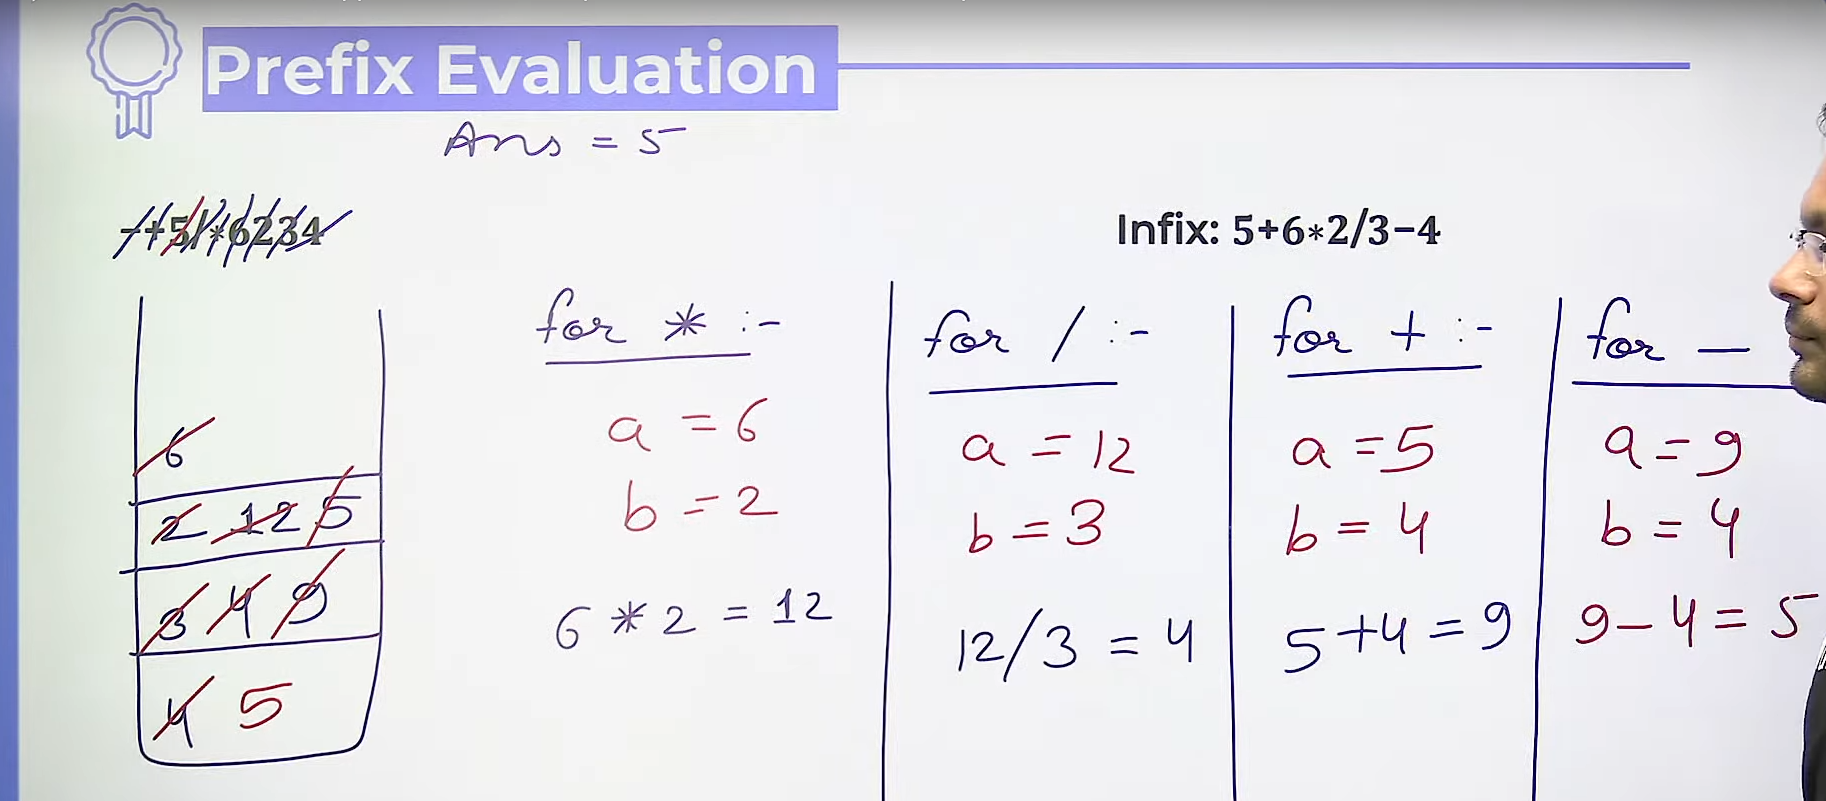 Prefix Evaluation
Ans = 5
-+5/*6234
Infix: 5+6*2/3-4
for * :-
a = 6
b = 2
6 * 2 = 12
for / :-
a = 12
b = 3
12/3 = 4
for + :-
a = 5
b = 4
5+4 = 9
for —
a = 9
b = 4
9-4 = 5
6
2 12 5
3 4 9
4 5